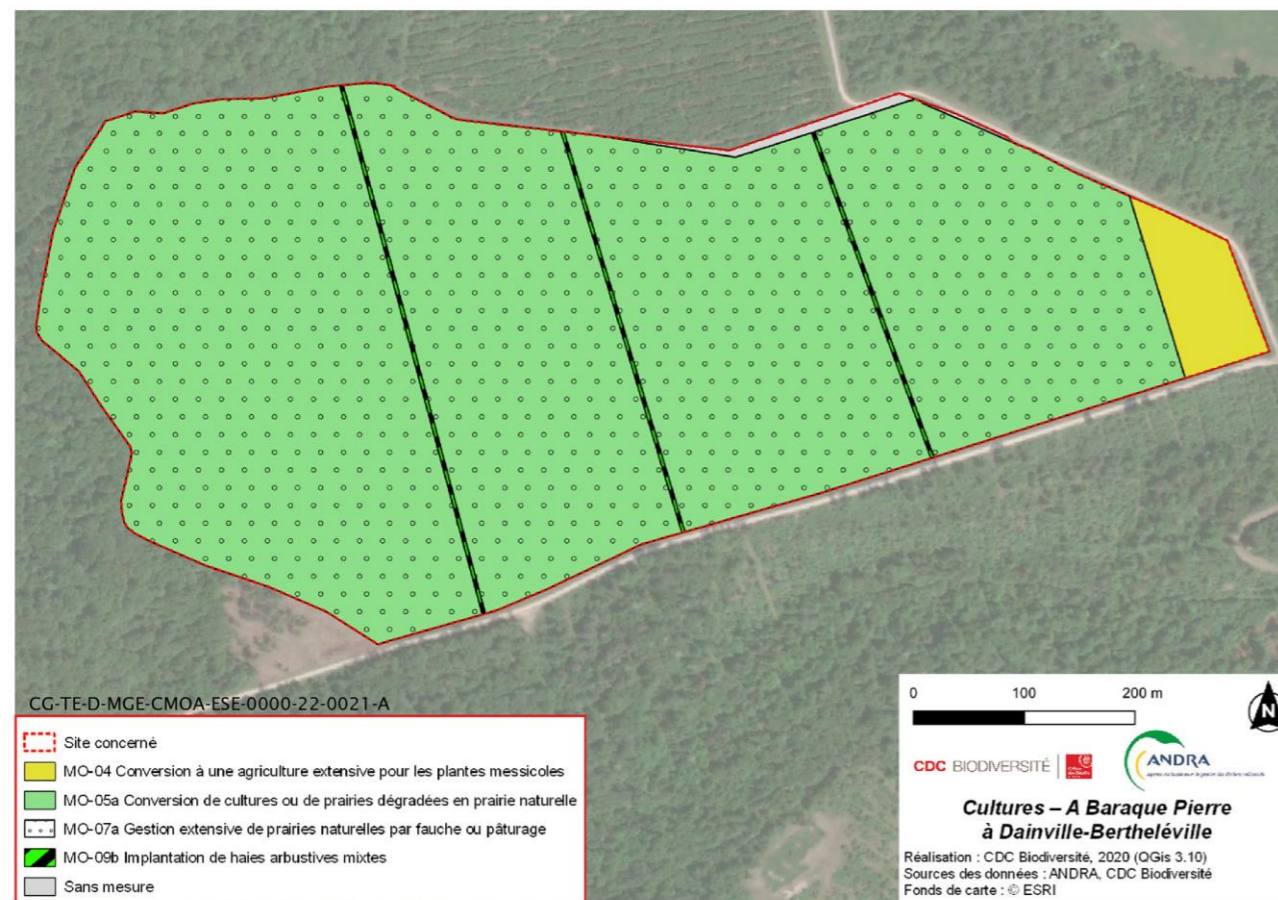 CG-TE-D-MGE-CMOA-ESE-0000-22-0021-A
Site concerné
MO-04 Conversion à une agriculture extensive pour les plantes messicoles
MO-05a Conversion de cultures ou de prairies dégradées en prairie naturelle
MO-07a Gestion extensive de prairies naturelles par fauche ou pâturage
MO-09b Implantation de haies arbustives mixtes
Sans mesure
0 100 200 m
N
CDC BIODIVERSITÉ
ANDRA
Cultures – A Baraque Pierre
à Dainville-Bertheléville
Réalisation : CDC Biodiversité, 2020 (QGis 3.10)
Sources des données : ANDRA, CDC Biodiversité
Fonds de carte : © ESRI